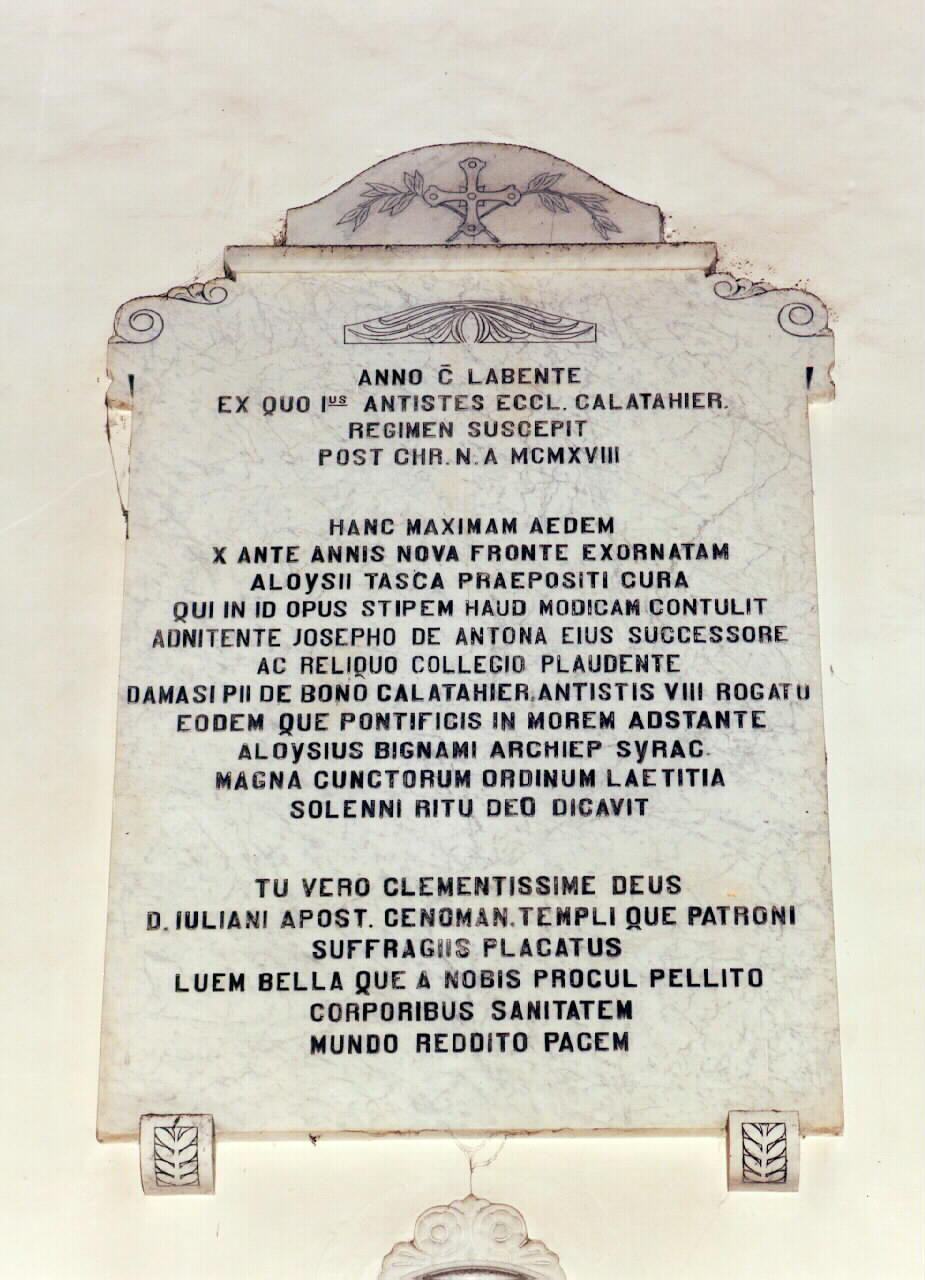 ANNO C̄ LABENTE
EX QUO Iᵘˢ ANTISTES ECCL. CALATAHIER.
REGIMEN SUSCEPIT
POST CHR. N. A MCMXVIII
HANC MAXIMAM AEDEM
X ANTE ANNIS NOVA FRONTE EXORNATAM
ALOYSII TASCA PRAEPOSITI CURA
QUI IN ID OPUS STIPEM HAUD MODICAM CONTULIT
ADNITENTE JOSEPHO DE ANTONA EIUS SUCCESSORE
AC RELIQUO COLLEGIO PLAUDENTE
DAMASI PII DE BONO CALATAHIER. ANTISTIS VIII ROGATU
EODEM QUE PONTIFICIS IN MOREM ADSTANTE
ALOYSIUS BIGNAMI ARCHIEP SYRAC.
MAGNA CUNCTORUM ORDINUM LAETITIA
SOLENNI RITU DEO DICAVIT
TU VERO CLEMENTISSIME DEUS
D. IULIANI APOST. CENOMAN. TEMPLI QUE PATRONI
SUFFRAGIIS PLACATUS
LUEM BELLA QUE A NOBIS PROCUL PELLITO
CORPORIBUS SANITATEM
MUNDO REDDITO PACEM